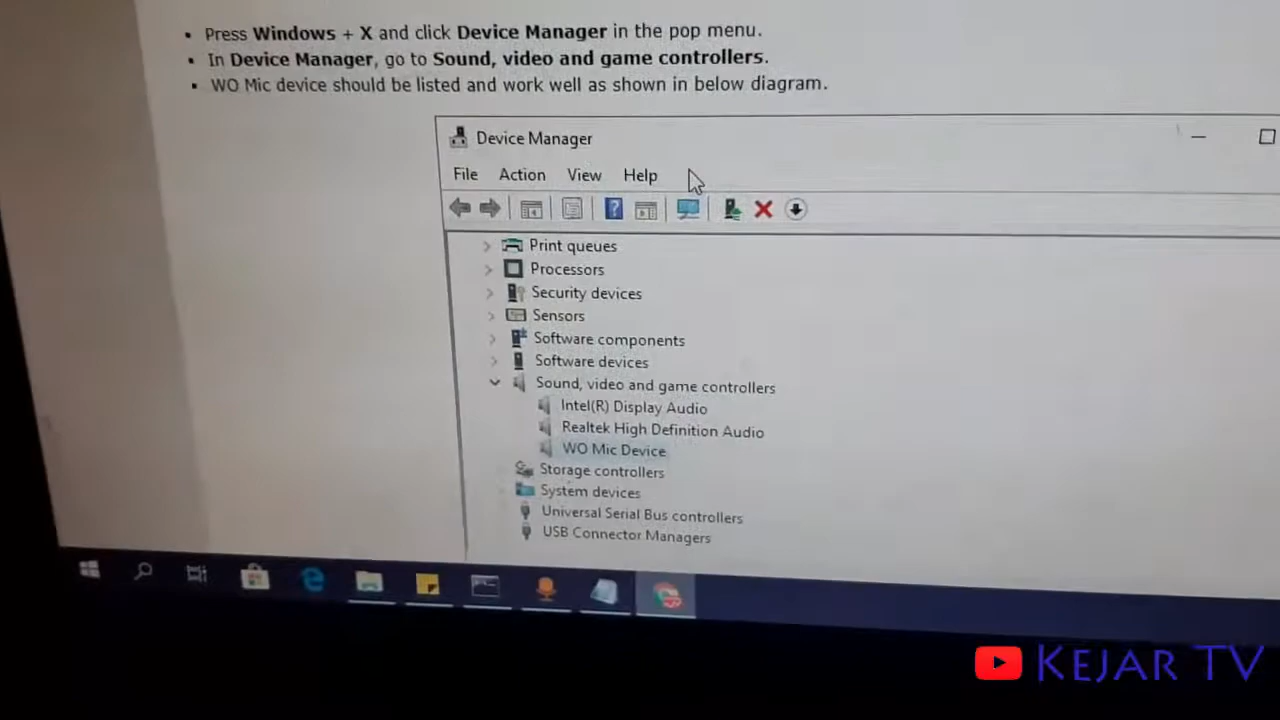 Press Windows + X and click Device Manager in the pop menu.
In Device Manager, go to Sound, video and game controllers.
WO Mic device should be listed and work well as shown in below diagram.
Device Manager
File Action View Help
Print queues
Processors
Security devices
Sensors
Software components
Software devices
Sound, video and game controllers
Intel(R) Display Audio
Realtek High Definition Audio
WO Mic Device
Storage controllers
System devices
Universal Serial Bus controllers
USB Connector Managers
KEJAR TV